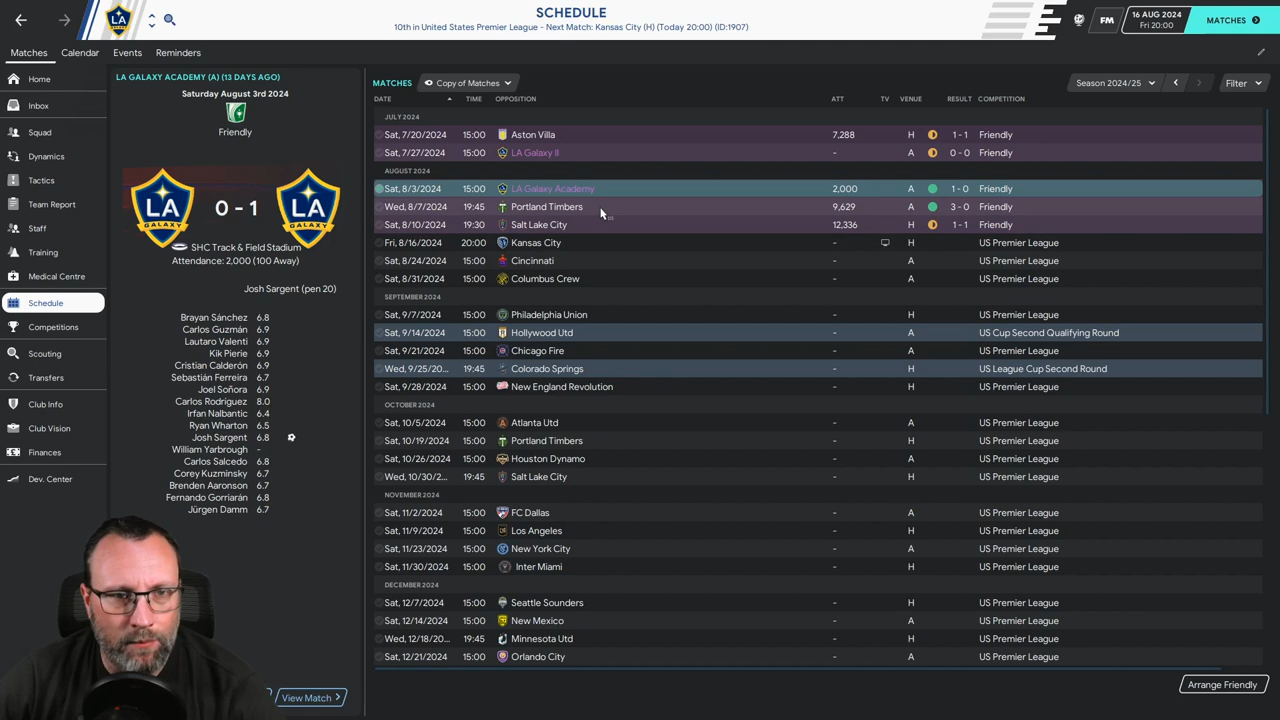 SCHEDULE
10th in United States Premier League - Next Match: Kansas City (H) (Today 20:00) (ID:1907)
FM
16 AUG 2024
Fri 20:00
MATCHES
Matches Calendar Events Reminders
Home
Inbox
Squad
Dynamics
Tactics
Team Report
Staff
Training
Medical Centre
Schedule
Competitions
Scouting
Transfers
Club Info
Club Vision
Finances
Dev. Center
LA GALAXY ACADEMY (A) (13 DAYS AGO)
Saturday August 3rd 2024
Friendly
LA GALAXY 0 - 1 LA GALAXY
SHC Track & Field Stadium
Attendance: 2,000 (100 Away)
Josh Sargent (pen 20)
Brayan Sánchez 6.8
Carlos Guzmán 6.9
Lautaro Valenti 6.9
Kik Pierie 6.9
Cristian Calderón 6.9
Sebastián Ferreira 6.7
Joel Soñora 6.9
Carlos Rodríguez 8.0
Irfan Nalbantic 6.4
Ryan Wharton 6.5
Josh Sargent 6.8
William Yarbrough -
Carlos Salcedo 6.8
Corey Kuzminsky 6.7
Brenden Aaronson 6.7
Fernando Gorriarán 6.8
Jürgen Damm 6.7
View Match
MATCHES Copy of Matches Season 2024/25 Filter
DATE TIME OPPOSITION ATT TV VENUE RESULT COMPETITION
JULY 2024
Sat, 7/20/2024 15:00 Aston Villa 7,288 H 1 - 1 Friendly
Sat, 7/27/2024 15:00 LA Galaxy II - A 0 - 0 Friendly
AUGUST 2024
Sat, 8/3/2024 15:00 LA Galaxy Academy 2,000 A 1 - 0 Friendly
Wed, 8/7/2024 19:45 Portland Timbers 9,629 H 3 - 0 Friendly
Sat, 8/10/2024 19:30 Salt Lake City 12,336 H 1 - 1 Friendly
Fri, 8/16/2024 20:00 Kansas City - H US Premier League
Sat, 8/24/2024 15:00 Cincinnati - A US Premier League
Sat, 8/31/2024 15:00 Columbus Crew - A US Premier League
SEPTEMBER 2024
Sat, 9/7/2024 15:00 Philadelphia Union - H US Premier League
Sat, 9/14/2024 15:00 Hollywood Utd - A US Cup Second Qualifying Round
Sat, 9/21/2024 15:00 Chicago Fire - A US Premier League
Wed, 9/25/20... 19:45 Colorado Springs - H US League Cup Second Round
Sat, 9/28/2024 15:00 New England Revolution - H US Premier League
OCTOBER 2024
Sat, 10/5/2024 15:00 Atlanta Utd - A US Premier League
Sat, 10/19/2024 15:00 Portland Timbers - H US Premier League
Sat, 10/26/2024 15:00 Houston Dynamo - A US Premier League
Wed, 10/30/2... 19:45 Salt Lake City - H US Premier League
NOVEMBER 2024
Sat, 11/2/2024 15:00 FC Dallas - A US Premier League
Sat, 11/9/2024 15:00 Los Angeles - H US Premier League
Sat, 11/23/2024 15:00 New York City - A US Premier League
Sat, 11/30/2024 15:00 Inter Miami - H US Premier League
DECEMBER 2024
Sat, 12/7/2024 15:00 Seattle Sounders - H US Premier League
Sat, 12/14/2024 15:00 New Mexico - A US Premier League
Wed, 12/18/20... 19:45 Minnesota Utd - H US Premier League
Sat, 12/21/2024 15:00 Orlando City - A US Premier League
Arrange Friendly